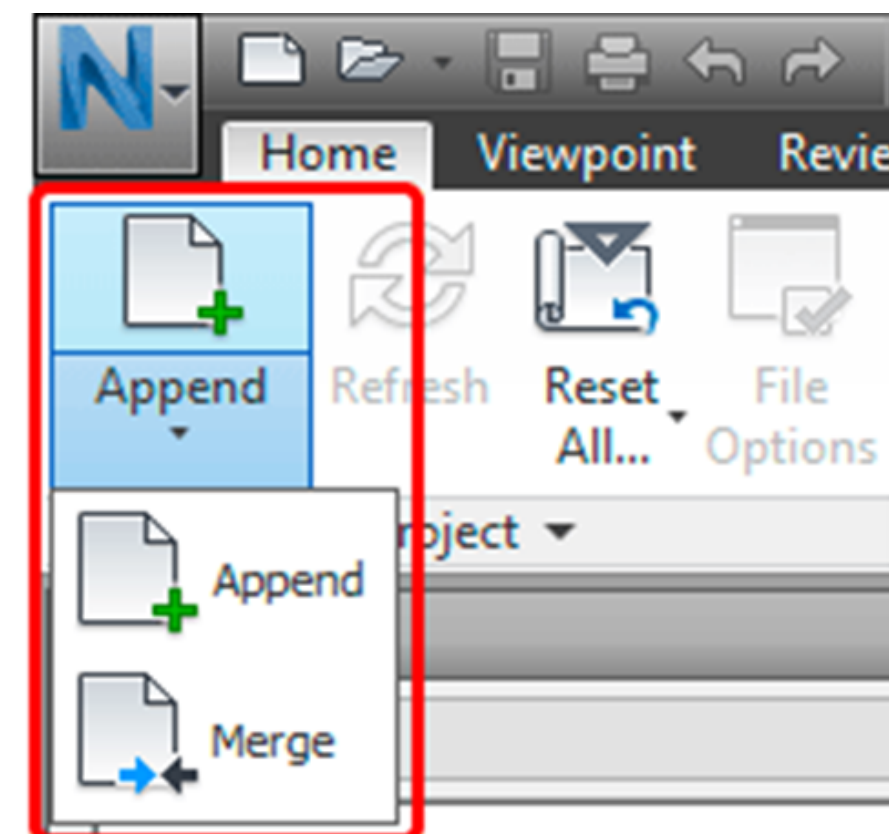 N
Home Viewpoint Revie
Append Refresh Reset All... File Options
roject
Append
Merge